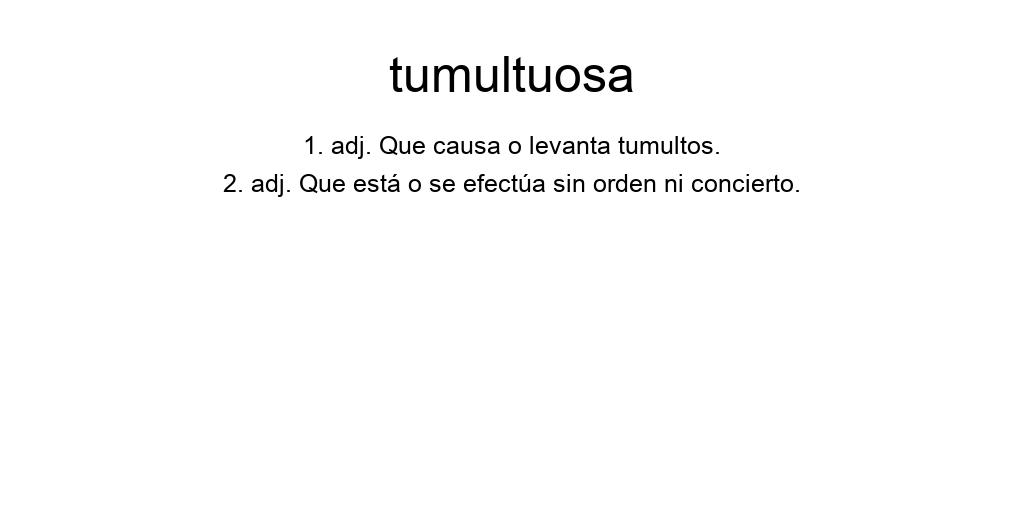 tumultuosa
1. adj. Que causa o levanta tumultos.
2. adj. Que está o se efectúa sin orden ni concierto.